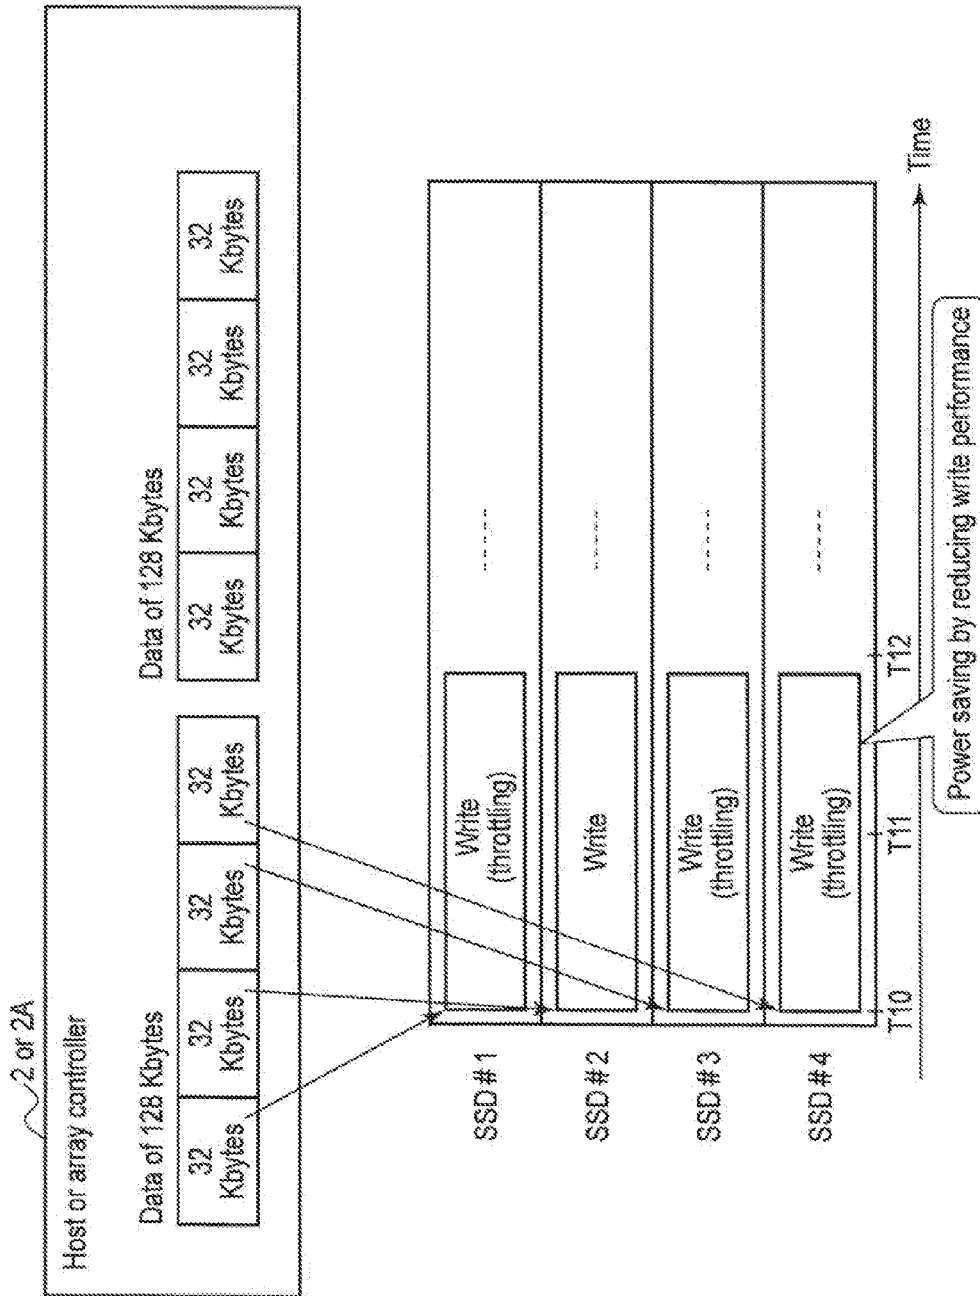 2 or 2A
Host or array controller
Data of 128 Kbytes
Data of 128 Kbytes
32
Kbytes
32
Kbytes
32
Kbytes
32
Kbytes
32
Kbytes
32
Kbytes
32
Kbytes
32
Kbytes
SSD #1
Write
(throttling)
SSD #2
Write
SSD #3
Write
(throttling)
SSD #4
Write
(throttling)
T10
T11
T12
Time
Power saving by reducing write performance